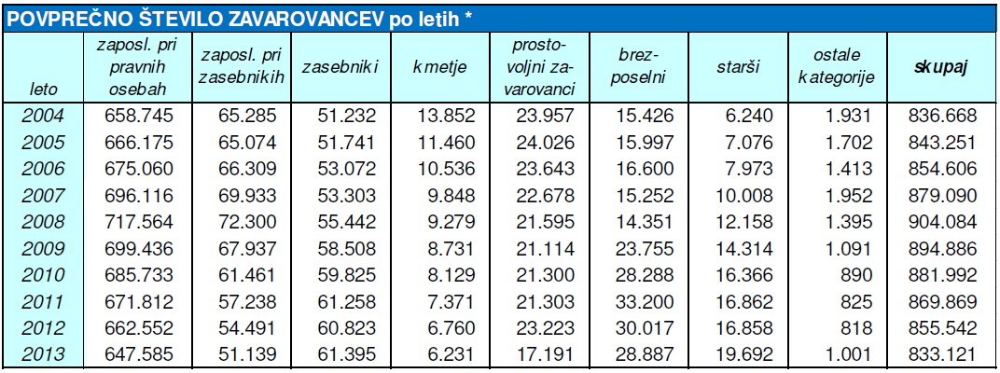 POVPREČNO ŠTEVILO ZAVAROVANCEV po letih *
leto zaposl. pri pravnih osebah zaposl. pri zasebnikih zasebniki kmetje prosto- voljni za- varovanci brez- poselni starši ostale kategorije skupaj
2004 658.745 65.285 51.232 13.852 23.957 15.426 6.240 1.931 836.668
2005 666.175 65.074 51.741 11.460 24.026 15.997 7.076 1.702 843.251
2006 675.060 66.309 53.072 10.536 23.643 16.600 7.973 1.413 854.606
2007 696.116 69.933 53.303 9.848 22.678 15.252 10.008 1.952 879.090
2008 717.564 72.300 55.442 9.279 21.595 14.351 12.158 1.395 904.084
2009 699.436 67.937 58.508 8.731 21.114 23.755 14.314 1.091 894.886
2010 685.733 61.461 59.825 8.129 21.300 28.288 16.366 890 881.992
2011 671.812 57.238 61.258 7.371 21.303 33.200 16.862 825 869.869
2012 662.552 54.491 60.823 6.760 23.223 30.017 16.858 818 855.542
2013 647.585 51.139 61.395 6.231 17.191 28.887 19.692 1.001 833.121